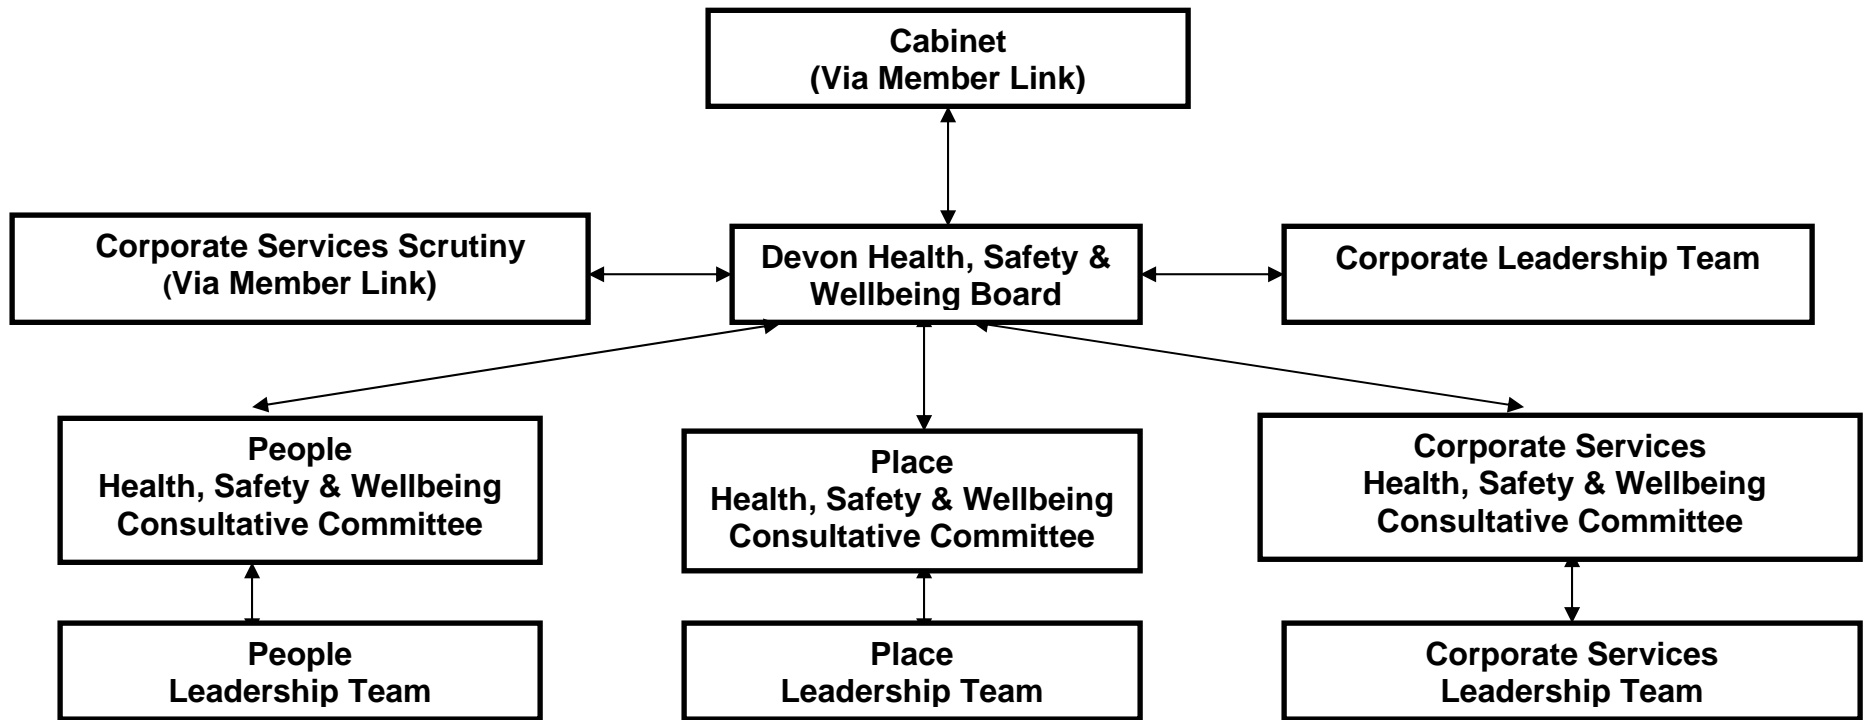 Cabinet
(Via Member Link)
Corporate Services Scrutiny
(Via Member Link)
Devon Health, Safety &
Wellbeing Board
Corporate Leadership Team
People
Health, Safety & Wellbeing
Consultative Committee
Place
Health, Safety & Wellbeing
Consultative Committee
Corporate Services
Health, Safety & Wellbeing
Consultative Committee
People
Leadership Team
Place
Leadership Team
Corporate Services
Leadership Team